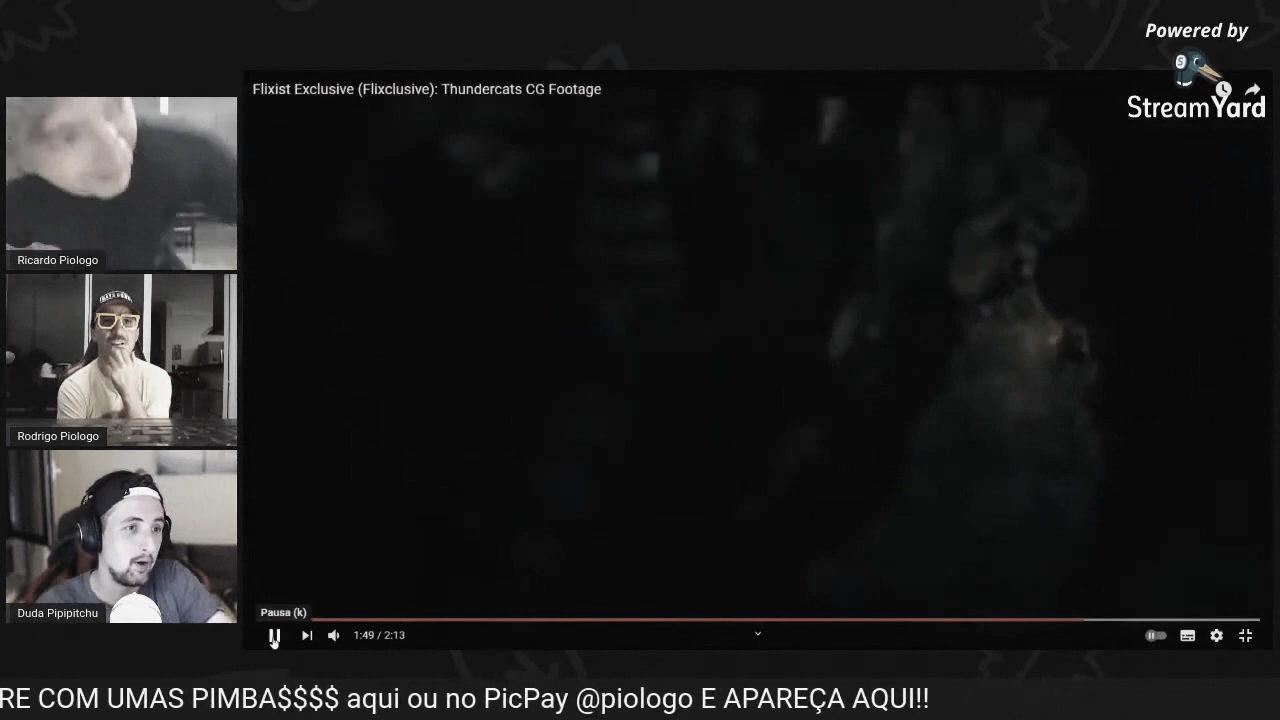 Powered by
StreamYard
Flixist Exclusive (Flixclusive): Thundercats CG Footage
Ricardo Piologo
Rodrigo Piologo
Duda Pipipitchu
Pausa (k)
1:49 / 2:13
RE COM UMAS PIMBA$$$$ aqui ou no PicPay @piologo E APAREÇA AQUI!!